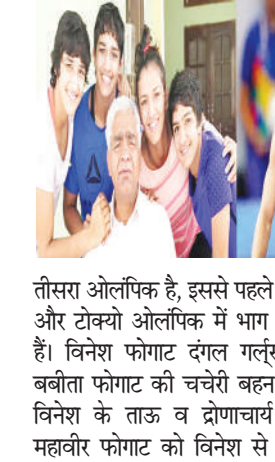 तीसरा ओलंपिक है, इससे पहले
और टोक्यो ओलंपिक में भाग
हैं। विनेश फोगाट दंगल गर्ल्स
बबीता फोगाट की चचेरी बहन
विनेश के ताऊ व द्रोणाचार्य
महावीर फोगाट को विनेश से